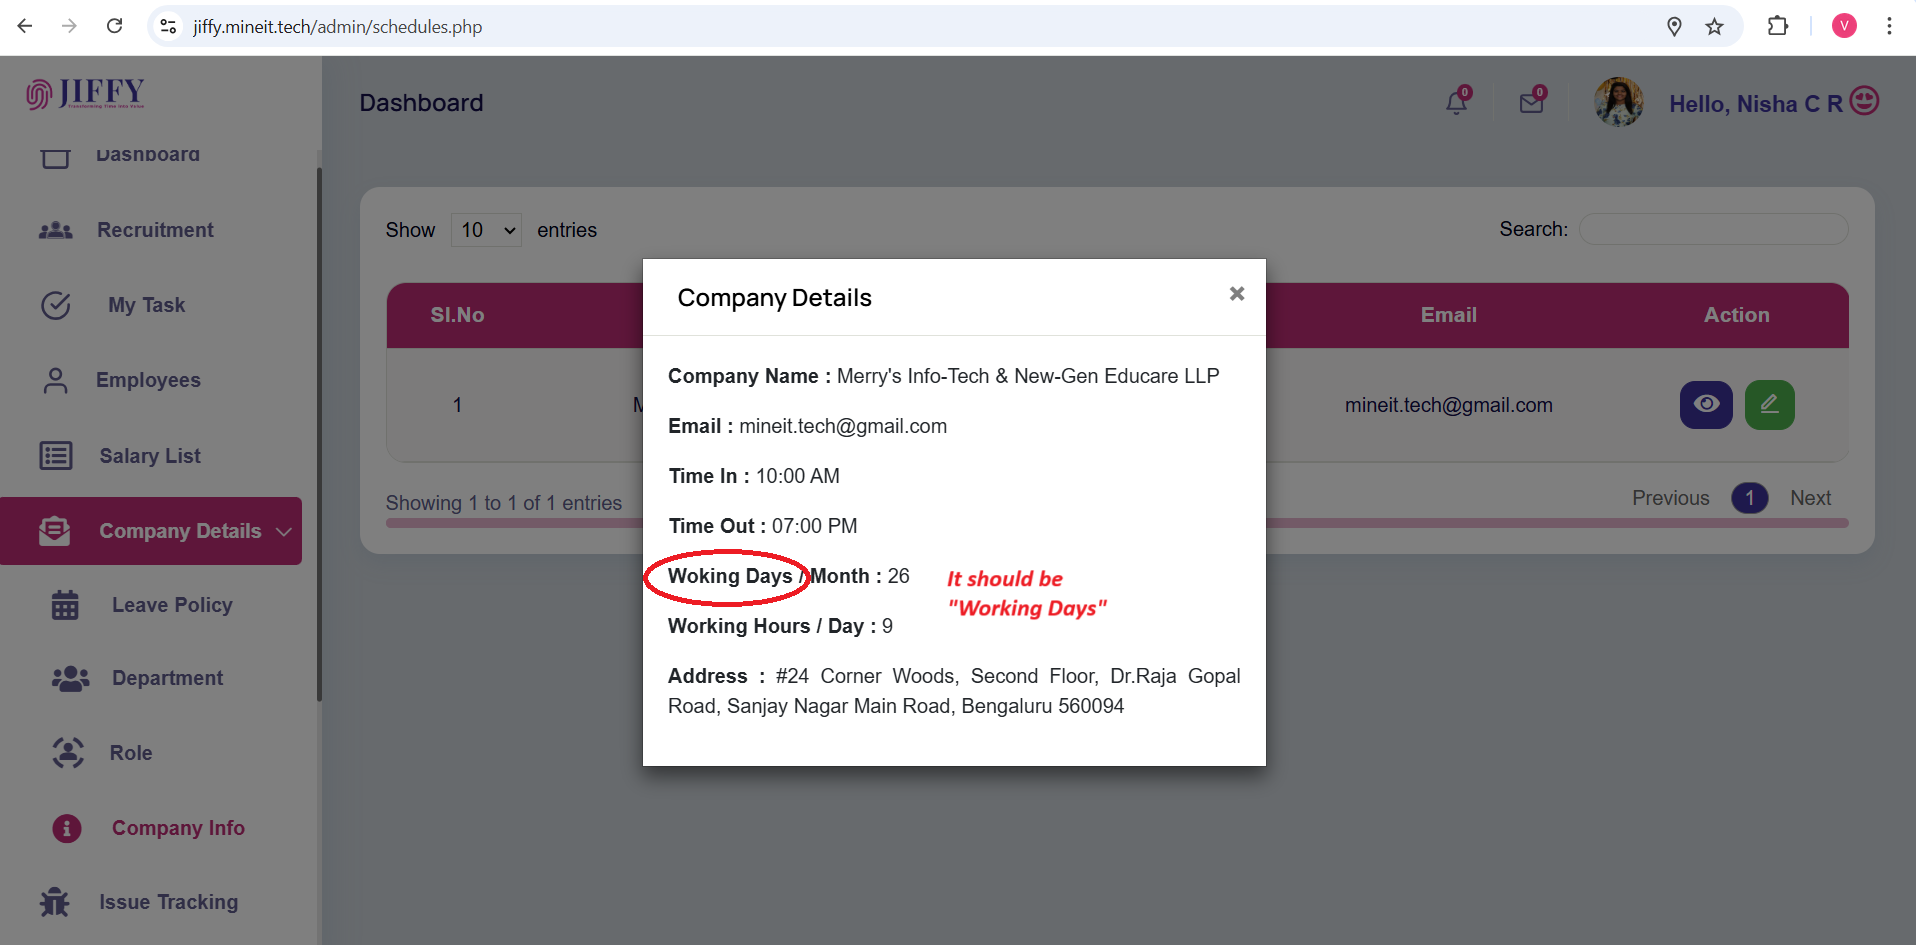 jiffy.mineit.tech/admin/schedules.php
V
JIFFY
Transforming Time Into Value
Dashboard
0
0
Hello, Nisha C R
Dashboard
Recruitment
My Task
Employees
Salary List
Company Details
Leave Policy
Department
Role
Company Info
Issue Tracking
Show 10 entries
Search:
Sl.No
Email
Action
1
M
mineit.tech@gmail.com
Showing 1 to 1 of 1 entries
Previous 1 Next
Company Details
×
Company Name : Merry's Info-Tech & New-Gen Educare LLP
Email : mineit.tech@gmail.com
Time In : 10:00 AM
Time Out : 07:00 PM
Woking Days / Month : 26
It should be
"Working Days"
Working Hours / Day : 9
Address : #24 Corner Woods, Second Floor, Dr.Raja Gopal
Road, Sanjay Nagar Main Road, Bengaluru 560094